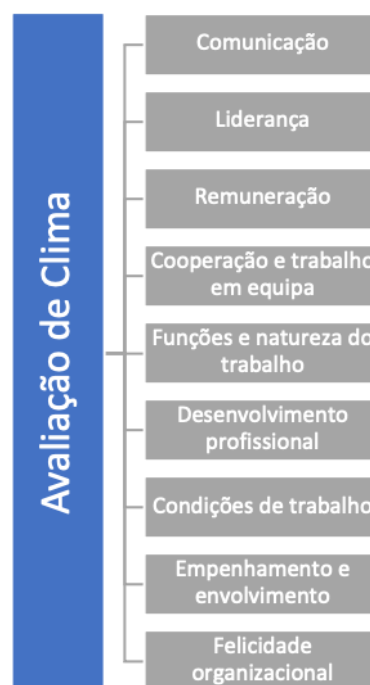 Avaliação de Clima
Comunicação
Liderança
Remuneração
Cooperação e trabalho
em equipa
Funções e natureza do
trabalho
Desenvolvimento
profissional
Condições de trabalho
Empenhamento e
envolvimento
Felicidade
organizacional